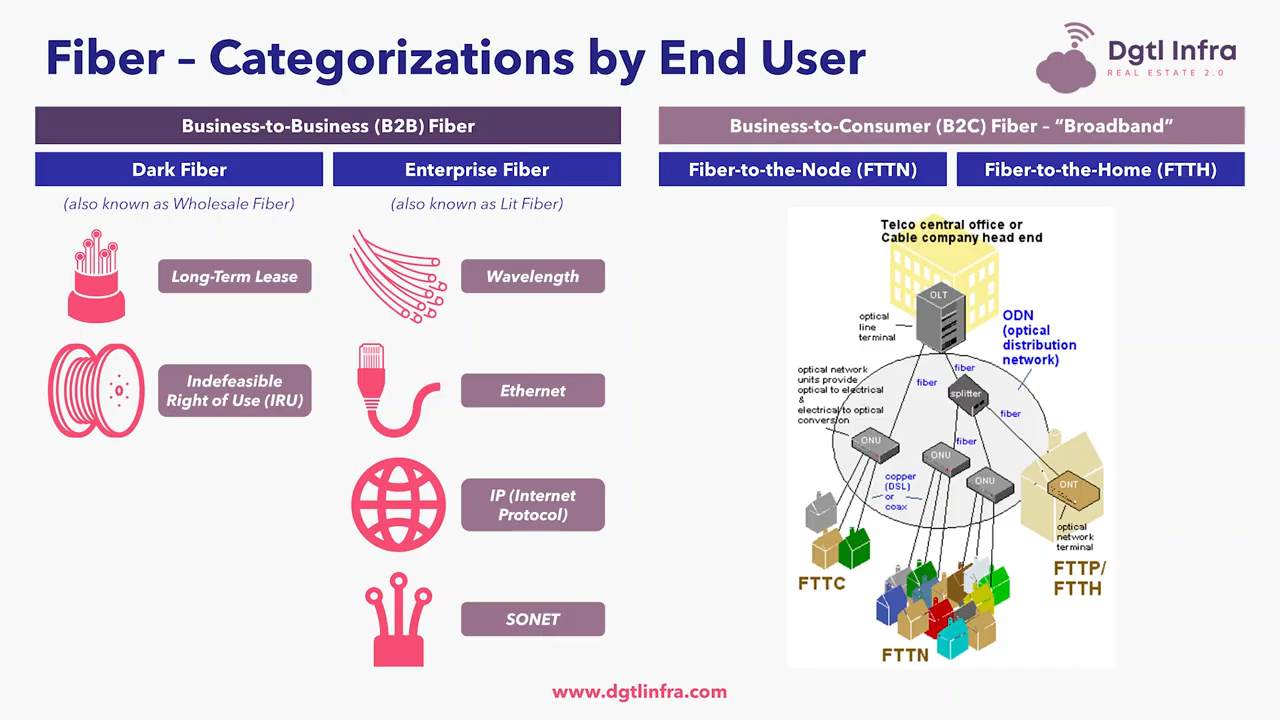 Fiber – Categorizations by End User
Dgtl Infra
REAL ESTATE 2.0
Business-to-Business (B2B) Fiber
Dark Fiber
Enterprise Fiber
(also known as Wholesale Fiber)
(also known as Lit Fiber)
Long-Term Lease
Wavelength
Indefeasible
Right of Use (IRU)
Ethernet
IP (Internet
Protocol)
SONET
Business-to-Consumer (B2C) Fiber – “Broadband”
Fiber-to-the-Node (FTTN)
Fiber-to-the-Home (FTTH)
Telco central office or
Cable company head end
OLT
optical
line
terminal
ODN
(optical
distribution
network)
optical network
units provide
optical to electrical
&
electrical to optical
conversion
fiber
fiber
splitter
fiber
fiber
ONU
ONU
ONU
ONT
copper
(DSL)
or
coax
optical
network
terminal
FTTC
FTTP/
FTTH
FTTN
www.dgtlinfra.com